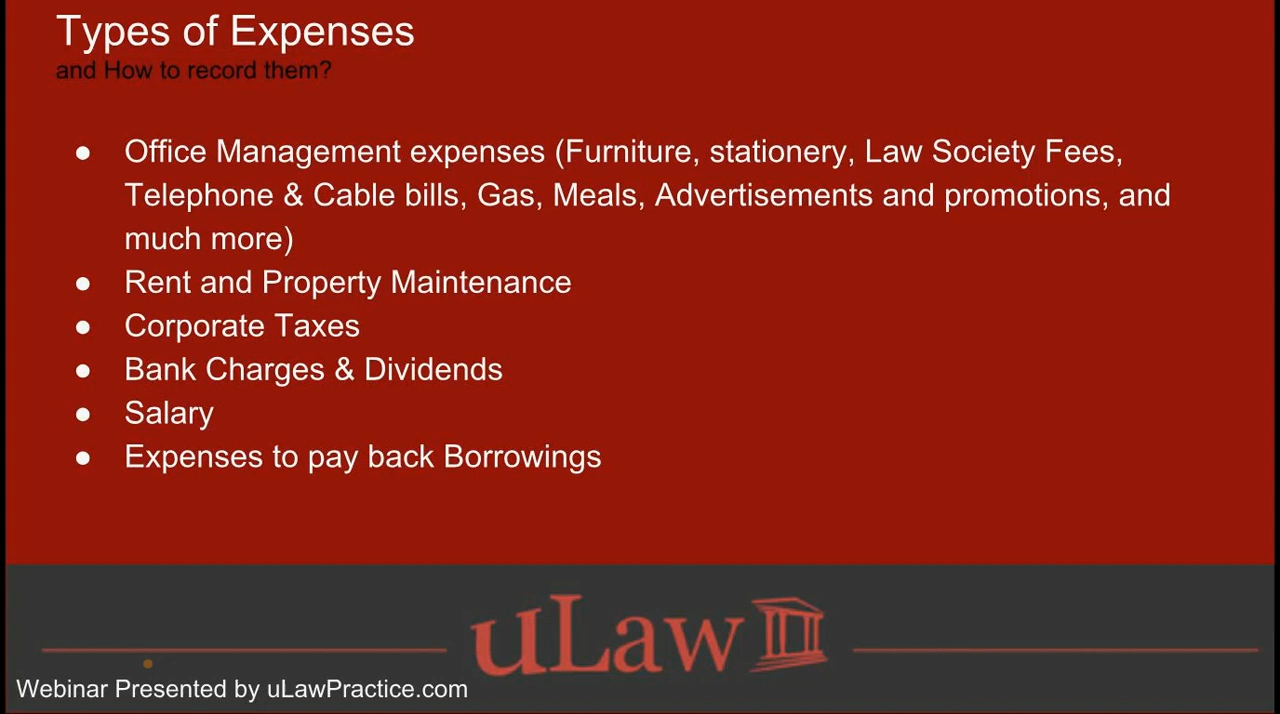 Types of Expenses
and How to record them?
● Office Management expenses (Furniture, stationery, Law Society Fees,
Telephone & Cable bills, Gas, Meals, Advertisements and promotions, and
much more)
● Rent and Property Maintenance
● Corporate Taxes
● Bank Charges & Dividends
● Salary
● Expenses to pay back Borrowings
uLaw
Webinar Presented by uLawPractice.com